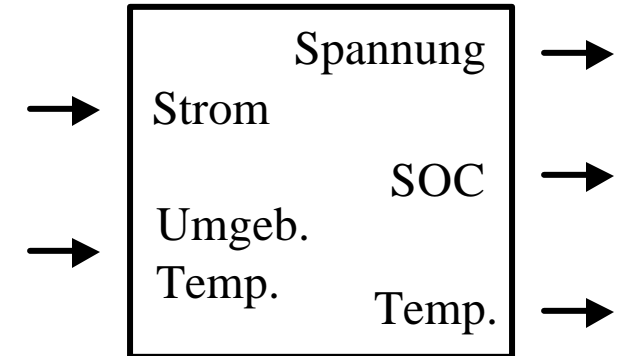 Spannung
Strom
SOC
Umgeb.
Temp.
Temp.